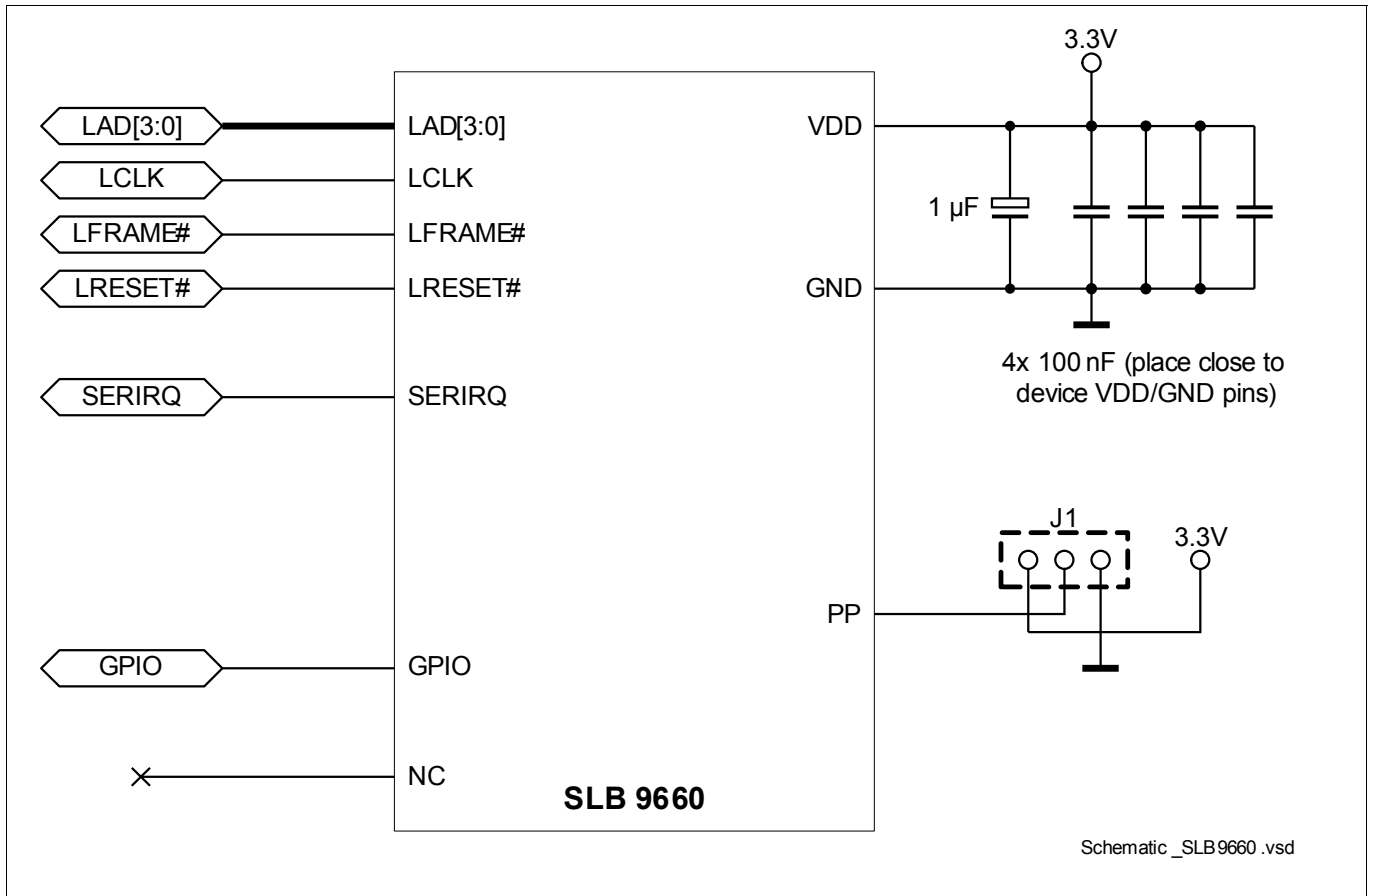 3.3V
LAD[3:0] LAD[3:0] VDD
LCLK LCLK
1 µF
LFRAME# LFRAME#
LRESET# LRESET# GND
4x 100 nF (place close to
device VDD/GND pins)
SERIRQ SERIRQ
J1
3.3V
PP
GPIO GPIO
NC
SLB 9660
Schematic _SLB9660 .vsd